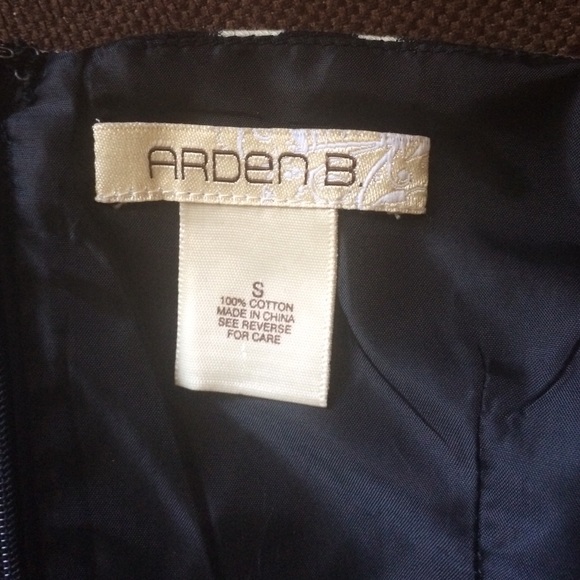 ARDEN B.
S
100% COTTON
MADE IN CHINA
SEE REVERSE
FOR CARE